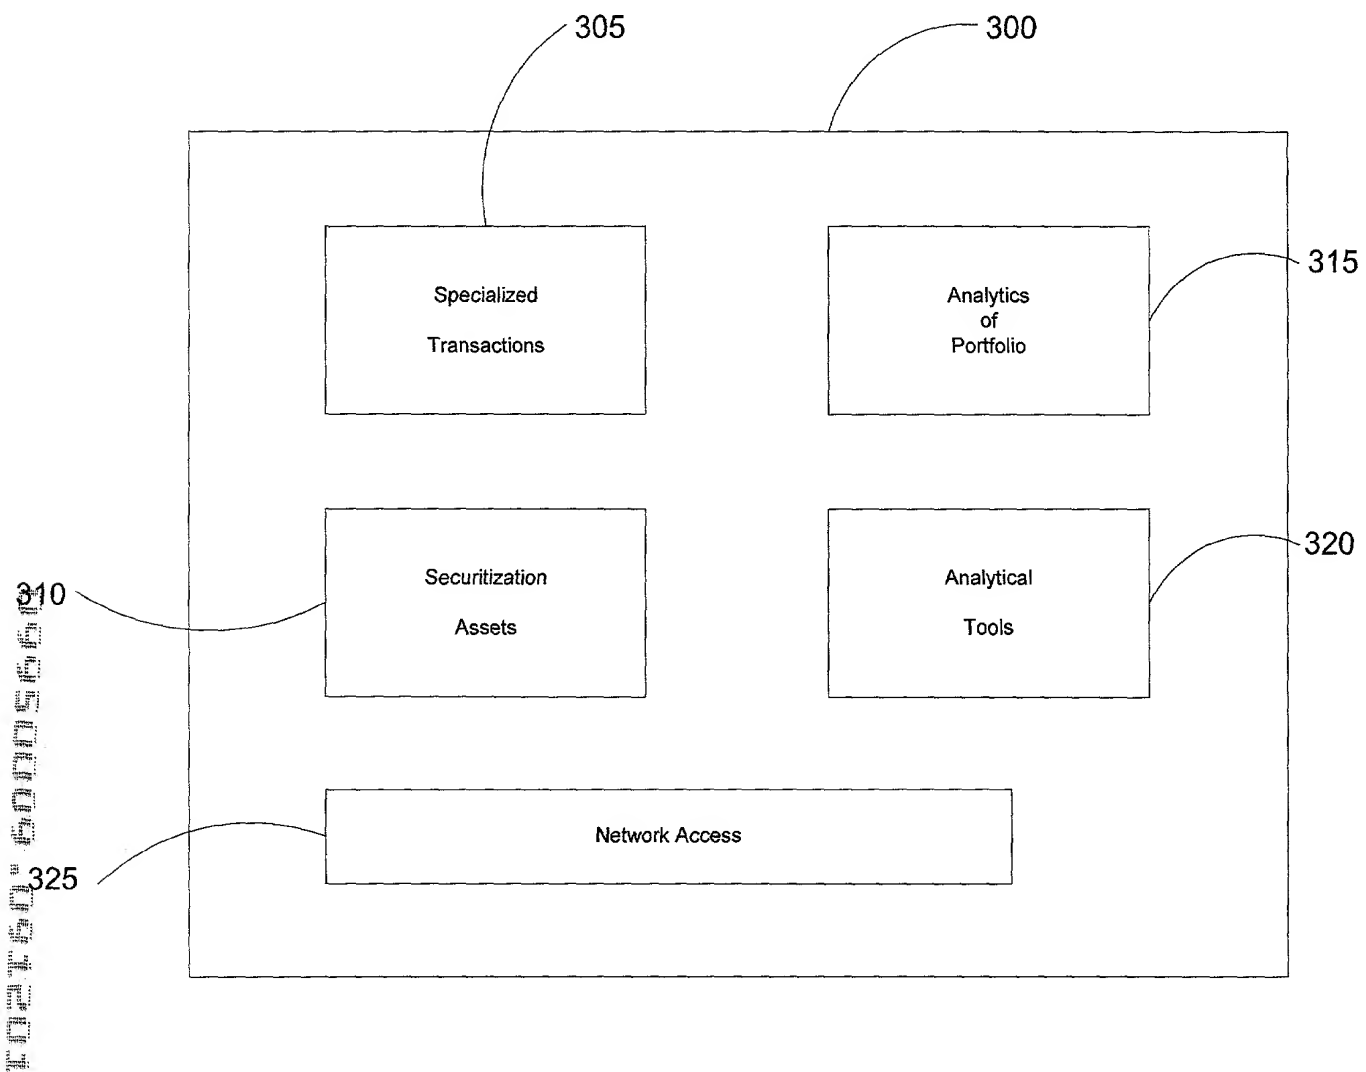 305
300
Specialized
Transactions
Analytics
of
Portfolio
315
Securitization
Assets
Analytical
Tools
320
310
Network Access
325